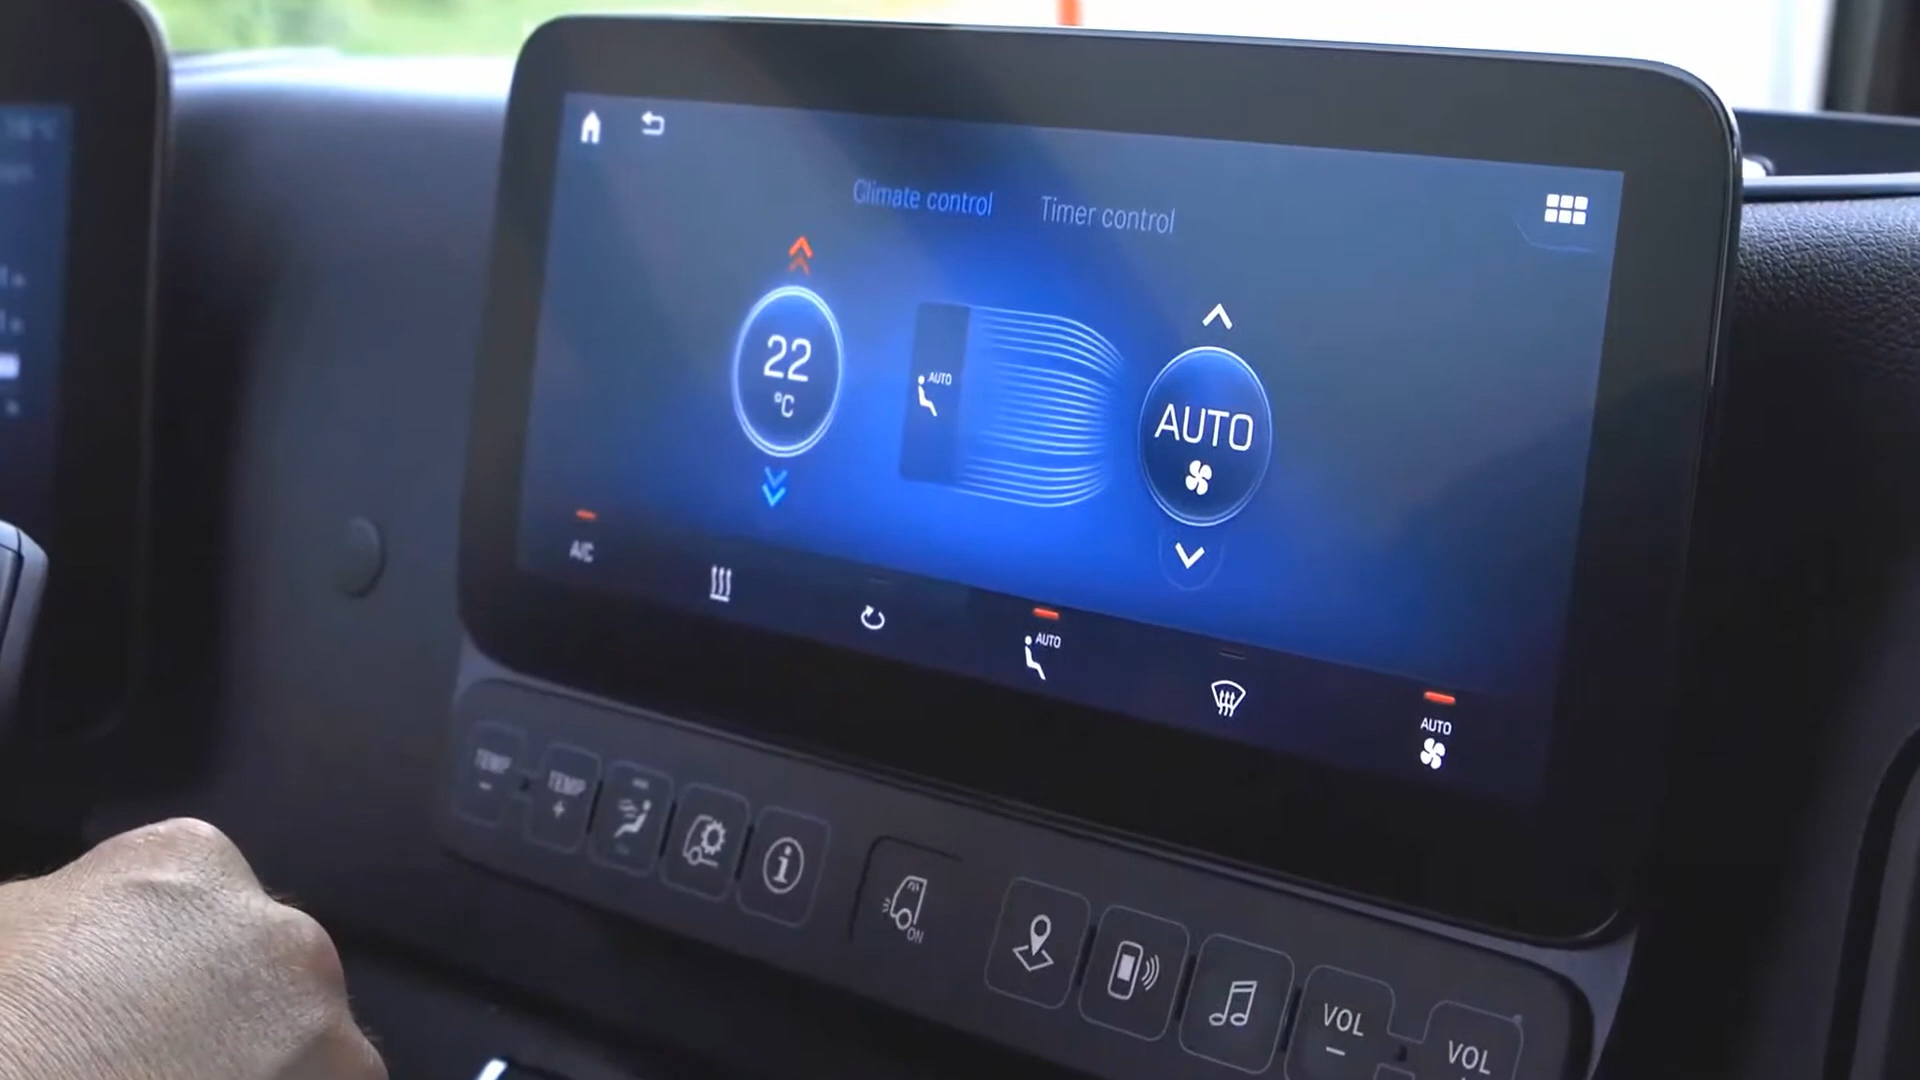 Climate control
Timer control
22
°C
AUTO
AUTO
A/C
AUTO
AUTO
TEMP
-
TEMP
+
ON
VOL
-
VOL